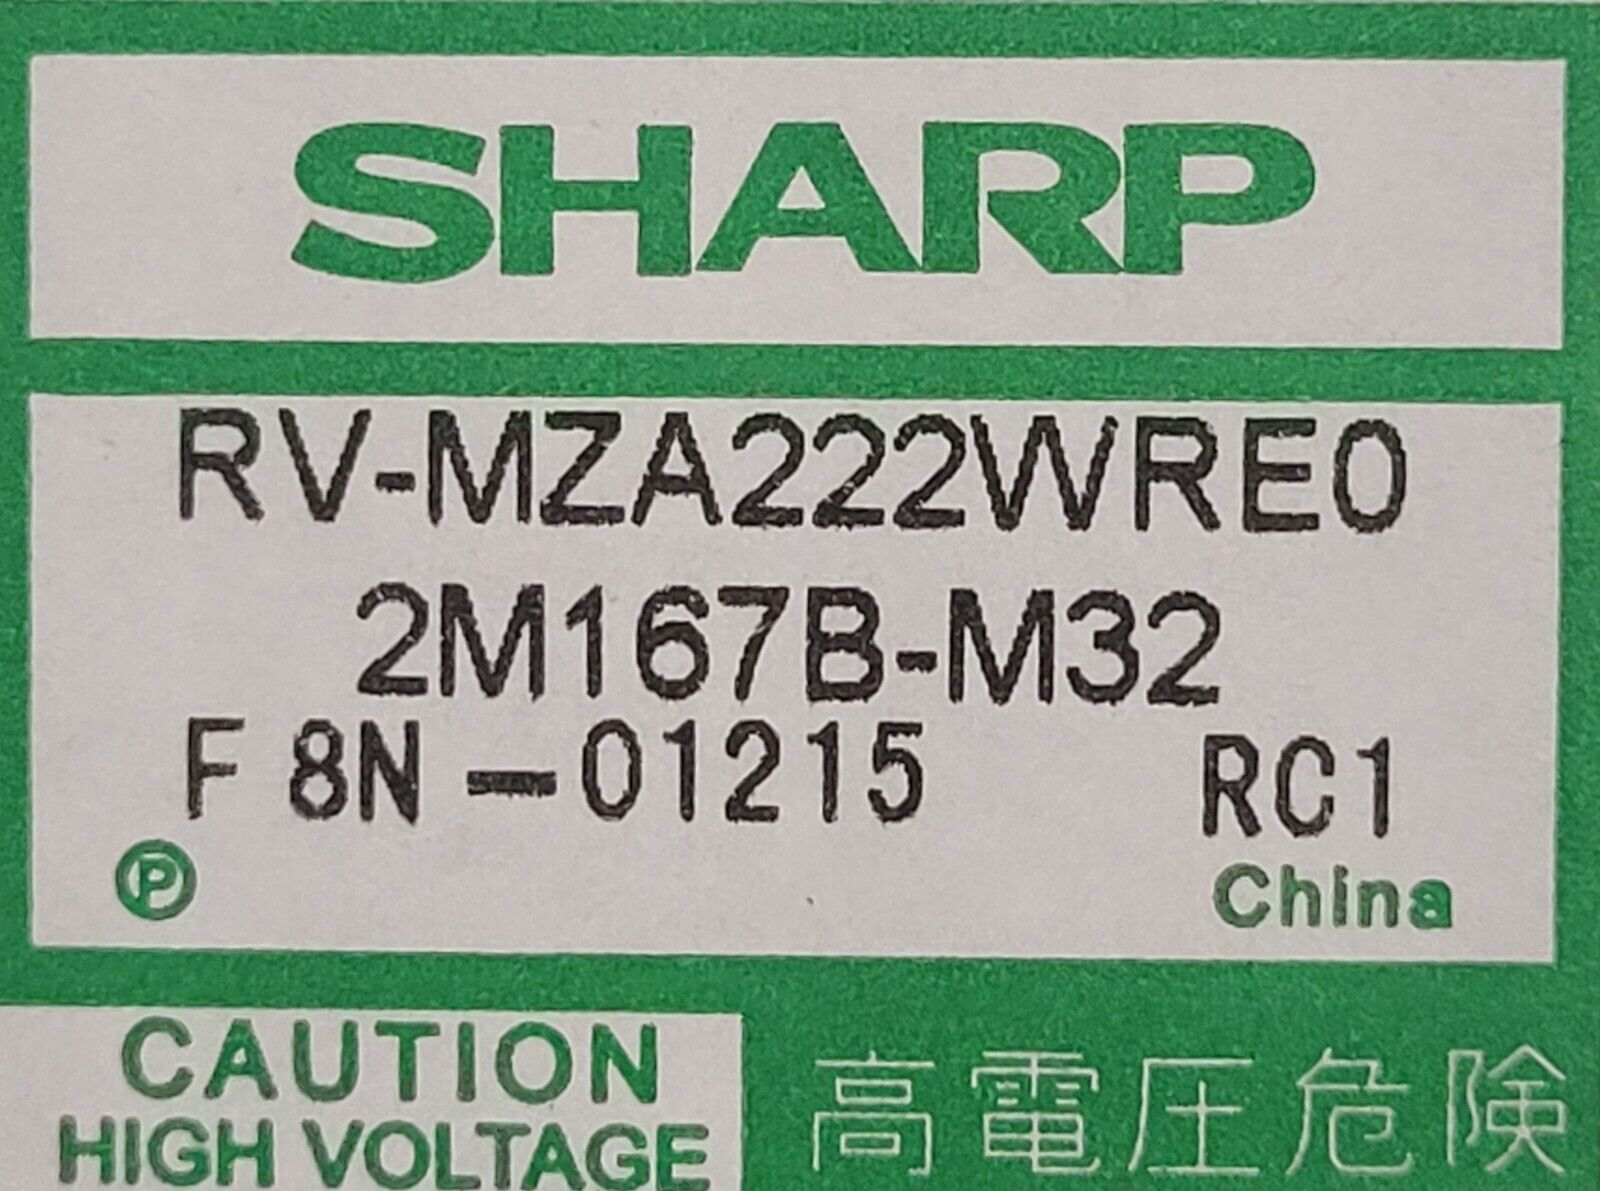 SHARP
RV-MZA222WRE0
2M167B-M32
F 8N-01215 RC1
P China
CAUTION
HIGH VOLTAGE
高電圧危険